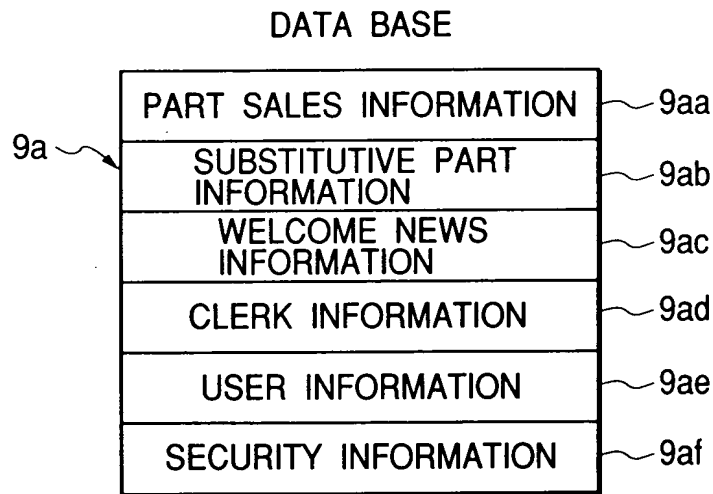 DATA BASE
PART SALES INFORMATION 9aa
9a
SUBSTITUTIVE PART
INFORMATION 9ab
WELCOME NEWS
INFORMATION 9ac
CLERK INFORMATION 9ad
USER INFORMATION 9ae
SECURITY INFORMATION 9af